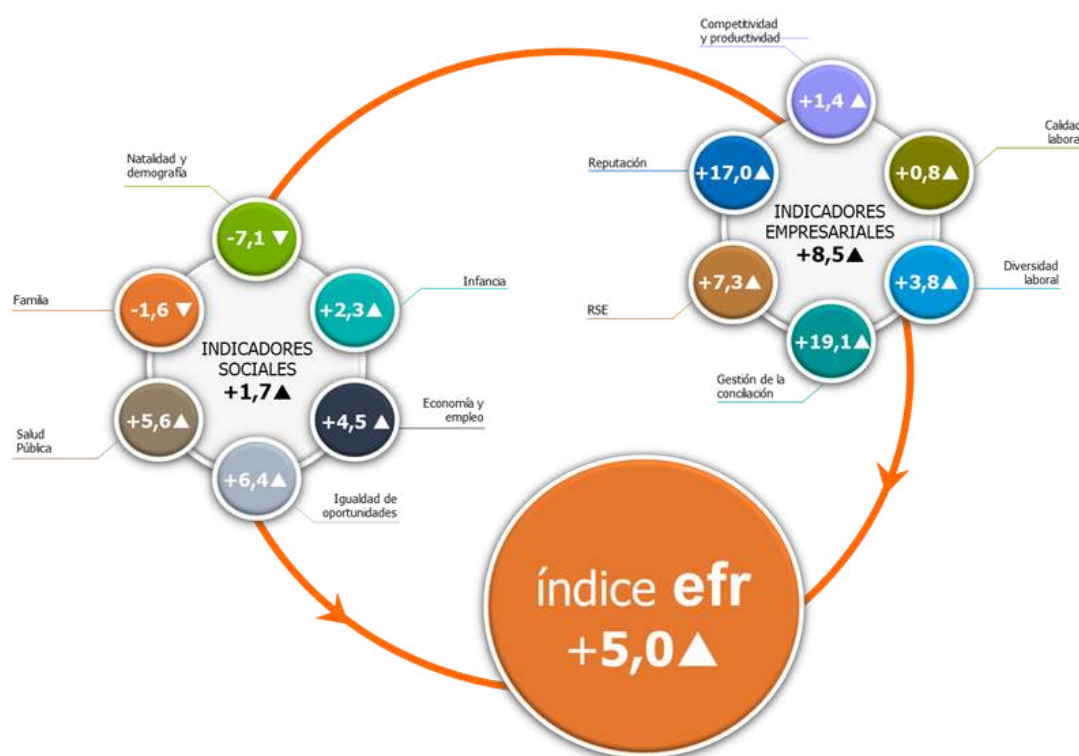 Competitividad
y productividad
+1,4 ▲
Calidad
laboral
+0,8▲
Reputación
+17,0▲
INDICADORES
EMPRESARIALES
+8,5▲
Diversidad
laboral
+3,8▲
RSE
+7,3▲
+19,1▲
Gestión de la
conciliación
Natalidad y
demografía
-7,1 ▼
Familia
-1,6 ▼
Infancia
+2,3▲
INDICADORES
SOCIALES
+1,7▲
Salud
Pública
+5,6▲
Economía y
empleo
+4,5 ▲
+6,4▲
Igualdad de
oportunidades
índice efr
+5,0▲